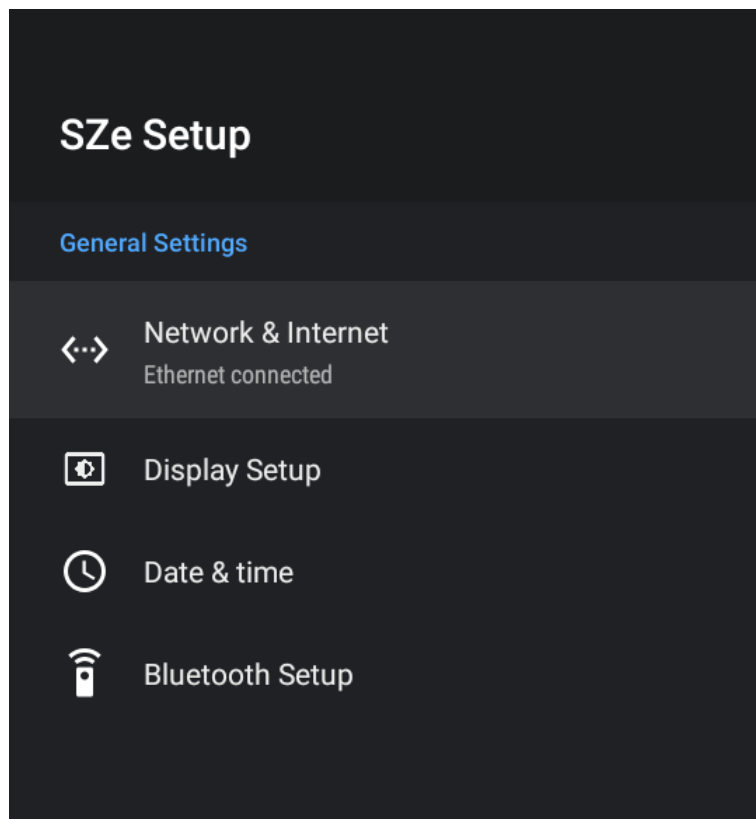 SZe Setup
General Settings
Network & Internet
Ethernet connected
Display Setup
Date & time
Bluetooth Setup